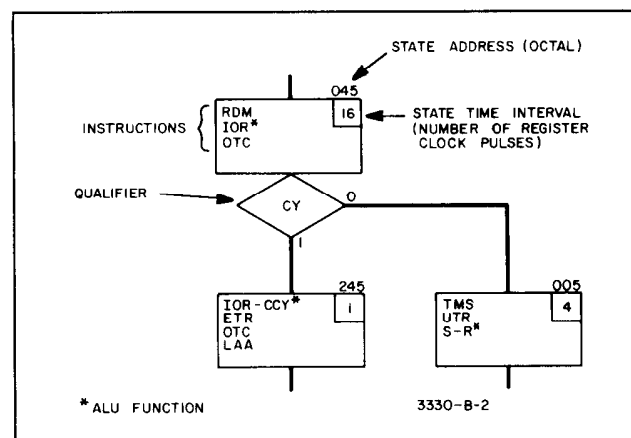 STATE ADDRESS (OCTAL)
045
INSTRUCTIONS
RDM
IOR*
OTC
16
STATE TIME INTERVAL
(NUMBER OF REGISTER
CLOCK PULSES)
QUALIFIER
CY
0
1
245
IOR-CCY*
ETR
OTC
LAA
1
005
TMS
UTR
S-R*
4
*ALU FUNCTION
3330-B-2